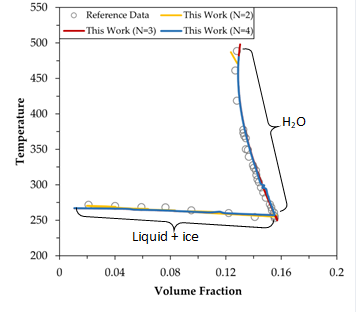 550
500
450
400
350
300
250
200
Temperature
Reference Data
This Work (N=2)
This Work (N=3)
This Work (N=4)
H₂O
Liquid + ice
0 0.04 0.08 0.12 0.16 0.2
Volume Fraction